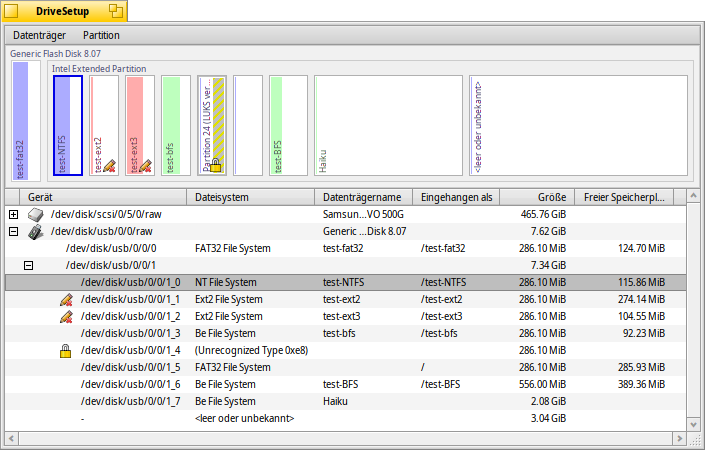 DriveSetup
Datenträger Partition
Generic Flash Disk 8.07
Intel Extended Partition
test-fat32
test-NTFS
test-ext2
test-ext3
test-bfs
Partition 24 (LUKS ver...
test-BFS
Haiku
<leer oder unbekannt>
Gerät Dateisystem Datenträgername Eingehangen als Größe Freier Speicherpl...
/dev/disk/scsi/0/5/0/raw Samsun...VO 500G 465.76 GiB
/dev/disk/usb/0/0/raw Generic ...Disk 8.07 7.62 GiB
/dev/disk/usb/0/0/0 FAT32 File System test-fat32 /test-fat32 286.10 MiB 124.70 MiB
/dev/disk/usb/0/0/1 7.34 GiB
/dev/disk/usb/0/0/1_0 NT File System test-NTFS /test-NTFS 286.10 MiB 115.86 MiB
/dev/disk/usb/0/0/1_1 Ext2 File System test-ext2 /test-ext2 286.10 MiB 274.14 MiB
/dev/disk/usb/0/0/1_2 Ext2 File System test-ext3 /test-ext3 286.10 MiB 104.55 MiB
/dev/disk/usb/0/0/1_3 Be File System test-bfs /test-bfs 286.10 MiB 92.23 MiB
/dev/disk/usb/0/0/1_4 (Unrecognized Type 0xe8) 286.10 MiB
/dev/disk/usb/0/0/1_5 FAT32 File System / 286.10 MiB 285.93 MiB
/dev/disk/usb/0/0/1_6 Be File System test-BFS /test-BFS 556.00 MiB 389.36 MiB
/dev/disk/usb/0/0/1_7 Be File System Haiku 2.08 GiB
- <leer oder unbekannt> 3.04 GiB